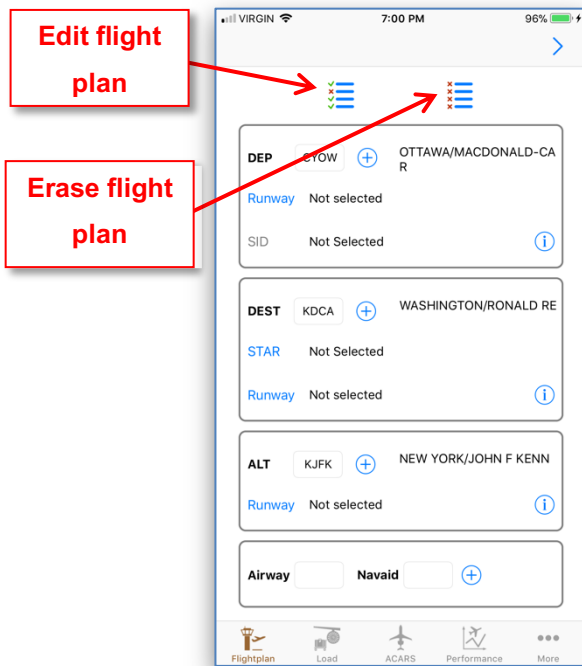 Edit flight
plan
Erase flight
plan
VIRGIN 7:00 PM 96%
DEP CYOW OTTAWA/MACDONALD-CA
R
Runway Not selected
SID Not Selected
DEST KDCA WASHINGTON/RONALD RE
STAR Not Selected
Runway Not selected
ALT KJFK NEW YORK/JOHN F KENN
Runway Not selected
Airway Navaid
Flightplan Load ACARS Performance More